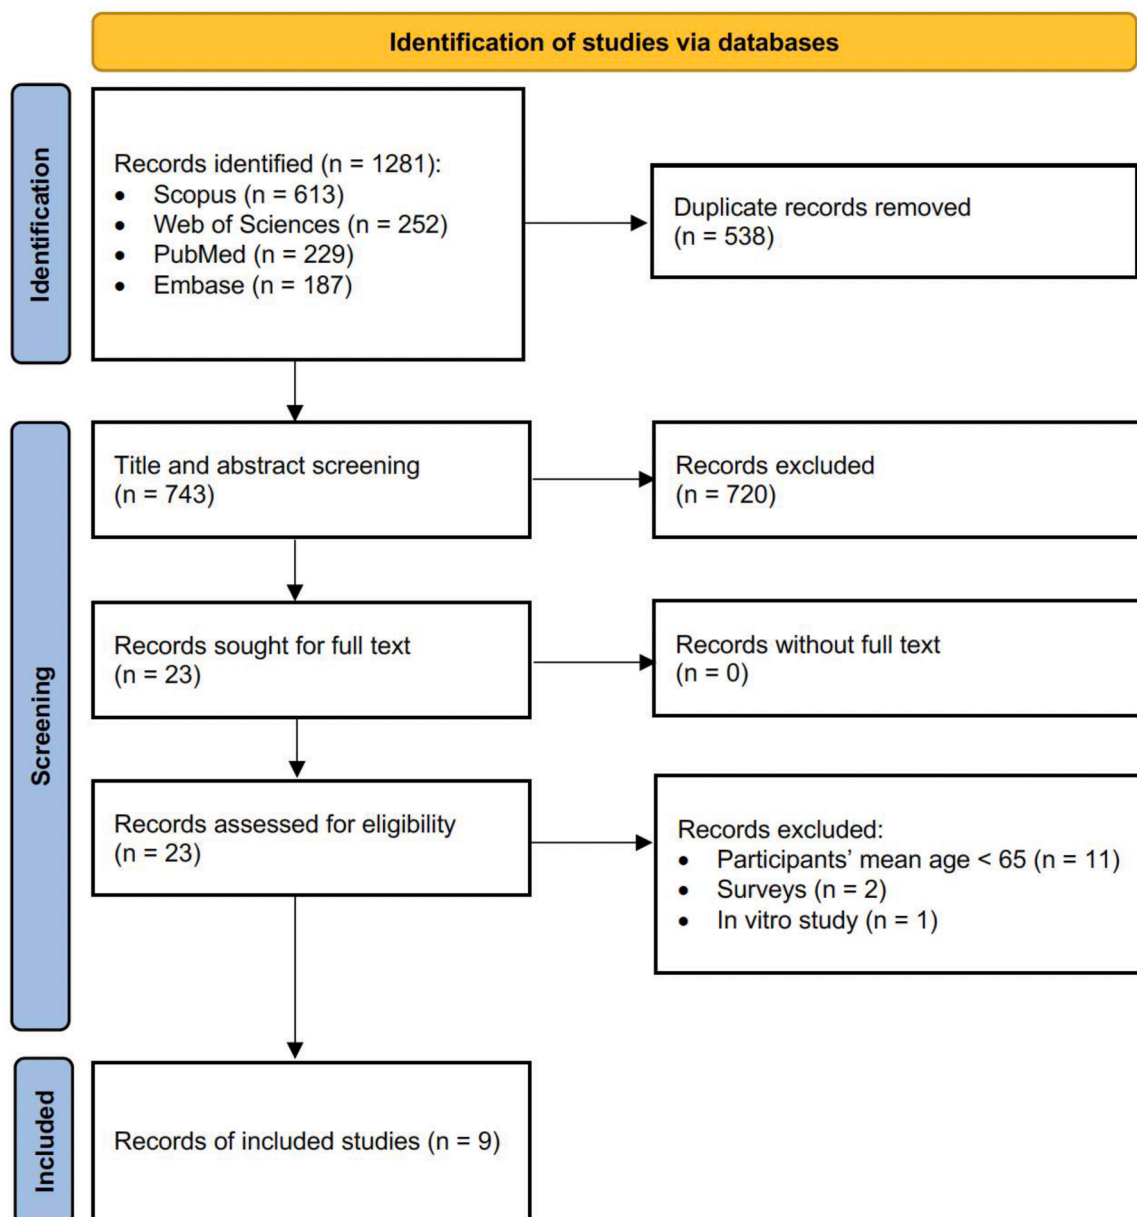 Identification of studies via databases
Identification
Records identified (n = 1281):
• Scopus (n = 613)
• Web of Sciences (n = 252)
• PubMed (n = 229)
• Embase (n = 187)
Duplicate records removed
(n = 538)
Screening
Title and abstract screening
(n = 743)
Records excluded
(n = 720)
Records sought for full text
(n = 23)
Records without full text
(n = 0)
Records assessed for eligibility
(n = 23)
Records excluded:
• Participants’ mean age < 65 (n = 11)
• Surveys (n = 2)
• In vitro study (n = 1)
Included
Records of included studies (n = 9)